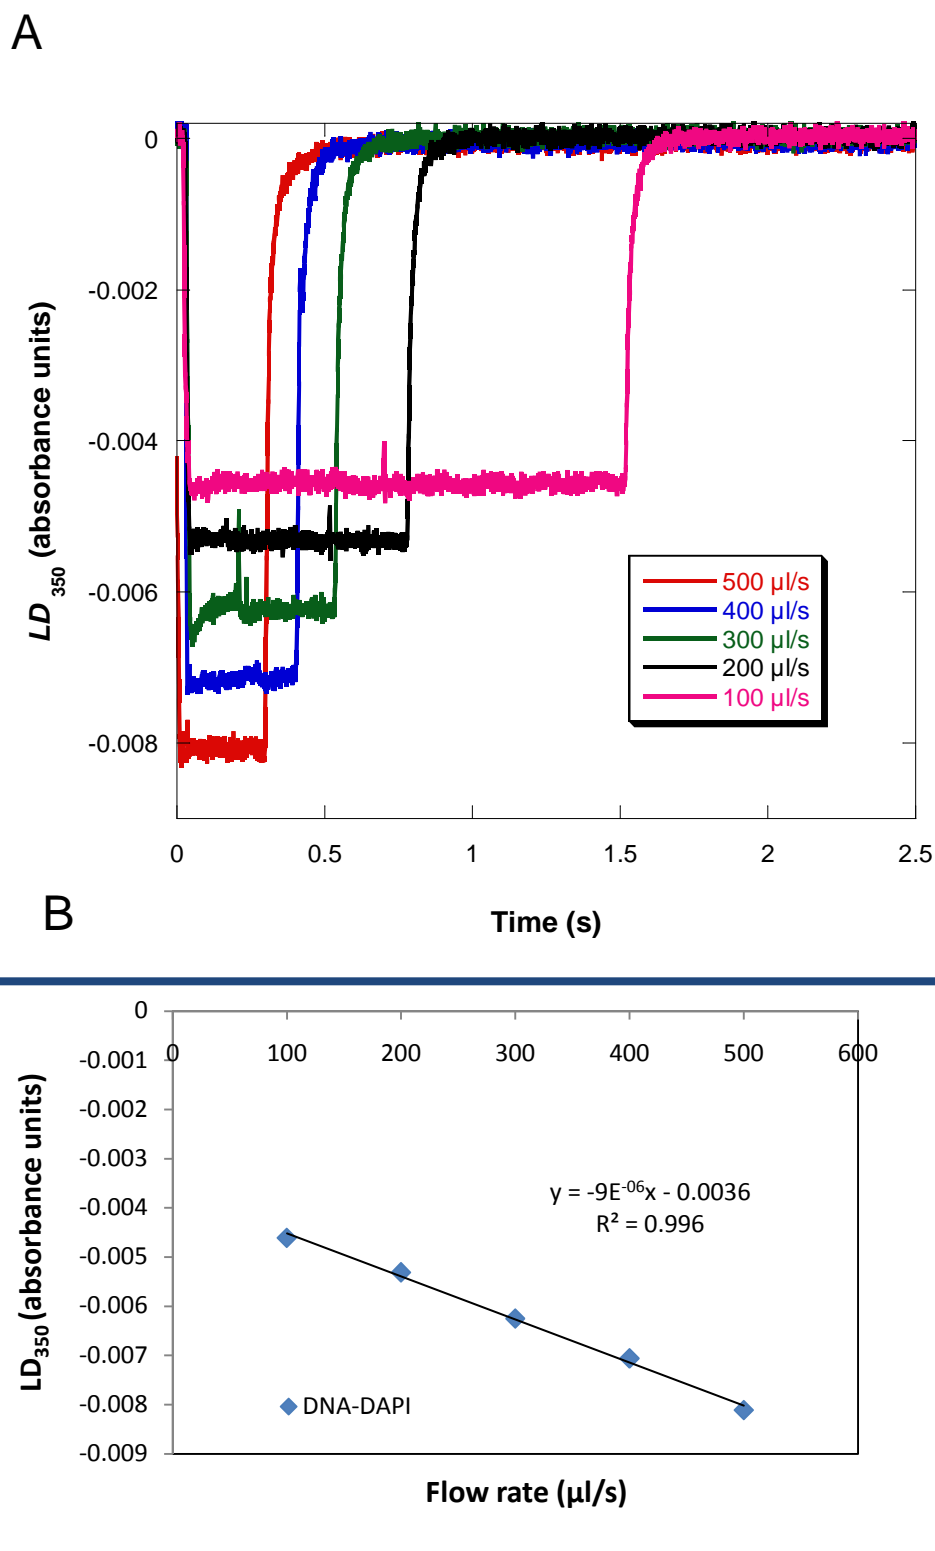 A
0
-0.002
-0.004
-0.006
-0.008
LD 350 (absorbance units)
500 µl/s
400 µl/s
300 µl/s
200 µl/s
100 µl/s
0 0.5 1 1.5 2 2.5
Time (s)
B
0
-0.001
-0.002
-0.003
-0.004
-0.005
-0.006
-0.007
-0.008
-0.009
0 100 200 300 400 500 600
LD350 (absorbance units)
y = -9E-06x - 0.0036
R² = 0.996
DNA-DAPI
Flow rate (µl/s)